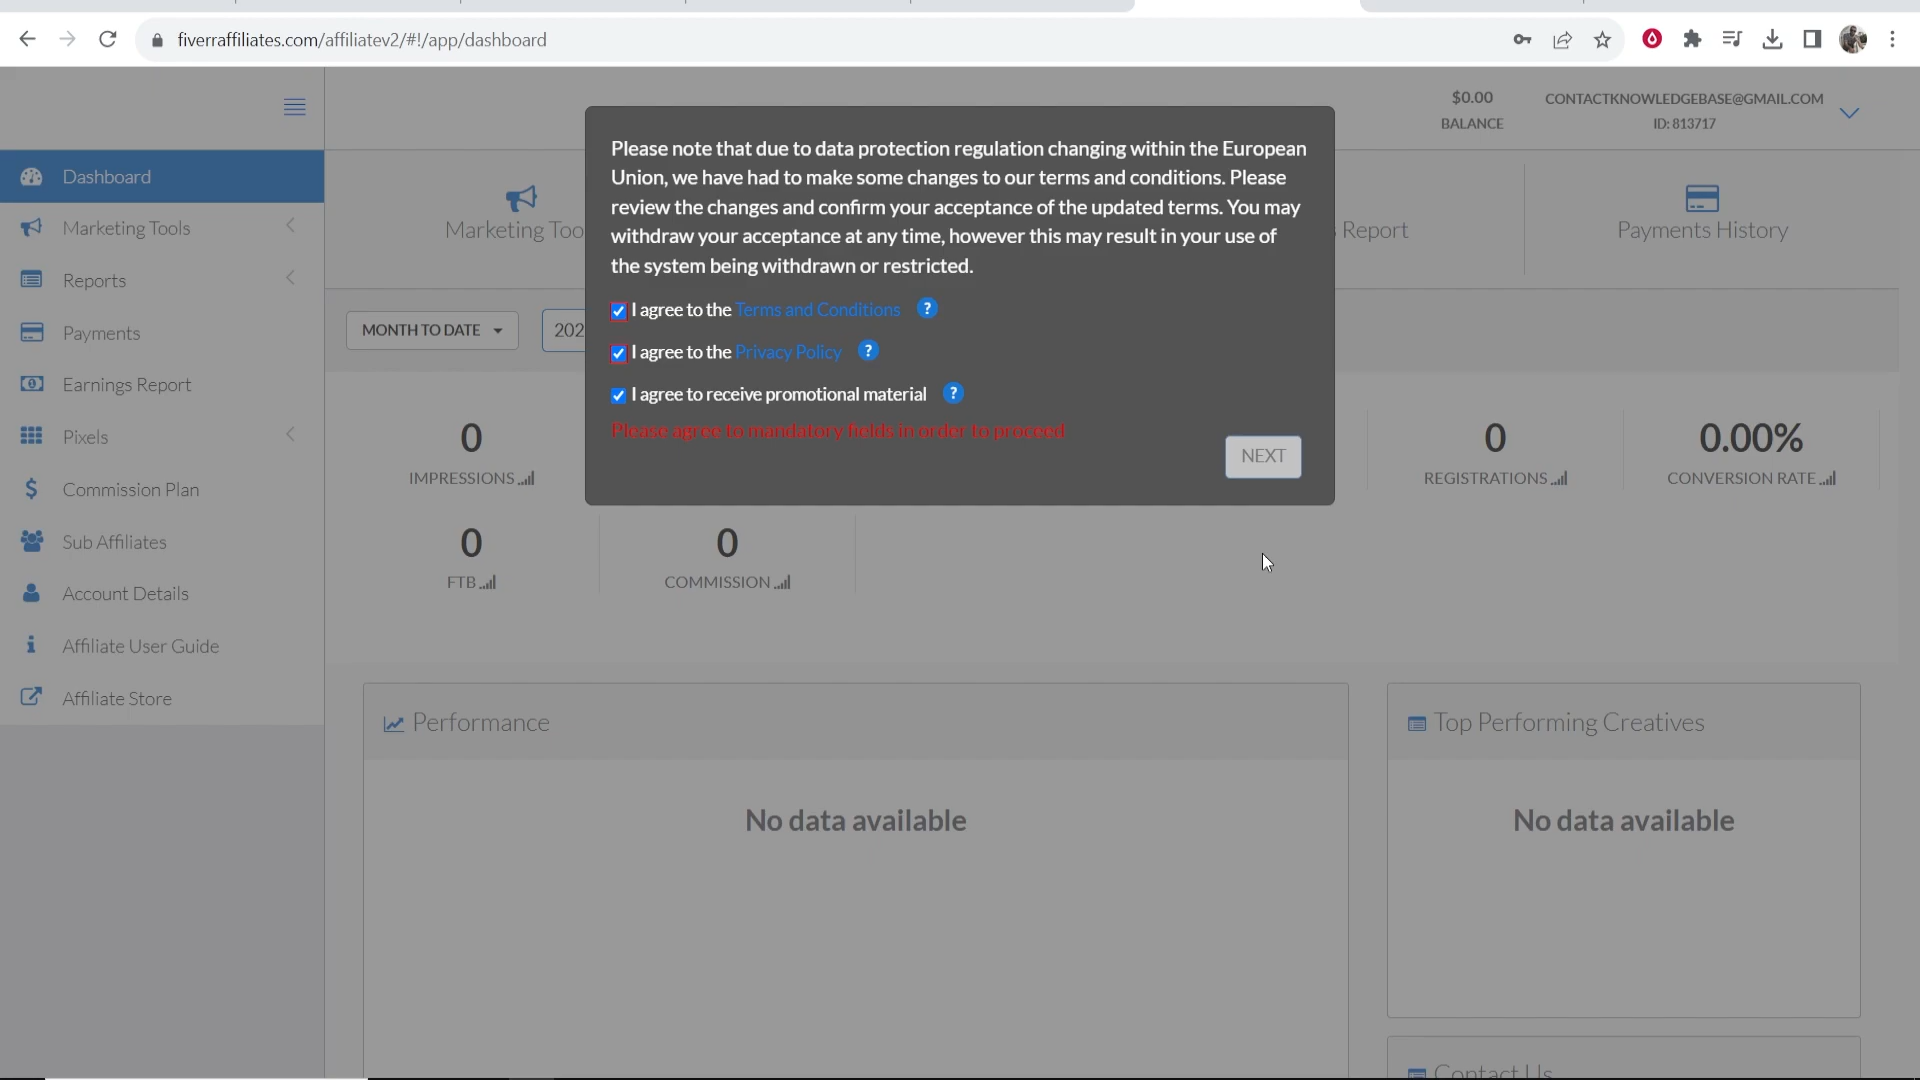 fiverraffiliates.com/affiliatev2/#!/app/dashboard
$0.00
BALANCE
CONTACTKNOWLEDGEBASE@GMAIL.COM
ID: 813717
Dashboard
Marketing Tools
Reports
Payments
Earnings Report
Pixels
Commission Plan
Sub Affiliates
Account Details
Affiliate User Guide
Affiliate Store
Marketing Too
Report
Payments History
MONTH TO DATE
202
Please note that due to data protection regulation changing within the European
Union, we have had to make some changes to our terms and conditions. Please
review the changes and confirm your acceptance of the updated terms. You may
withdraw your acceptance at any time, however this may result in your use of
the system being withdrawn or restricted.
I agree to the Terms and Conditions ?
I agree to the Privacy Policy ?
I agree to receive promotional material ?
Please agree to mandatory fields in order to proceed
NEXT
0
IMPRESSIONS
0
REGISTRATIONS
0.00%
CONVERSION RATE
0
FTB
0
COMMISSION
Performance
No data available
Top Performing Creatives
No data available
Contact Us